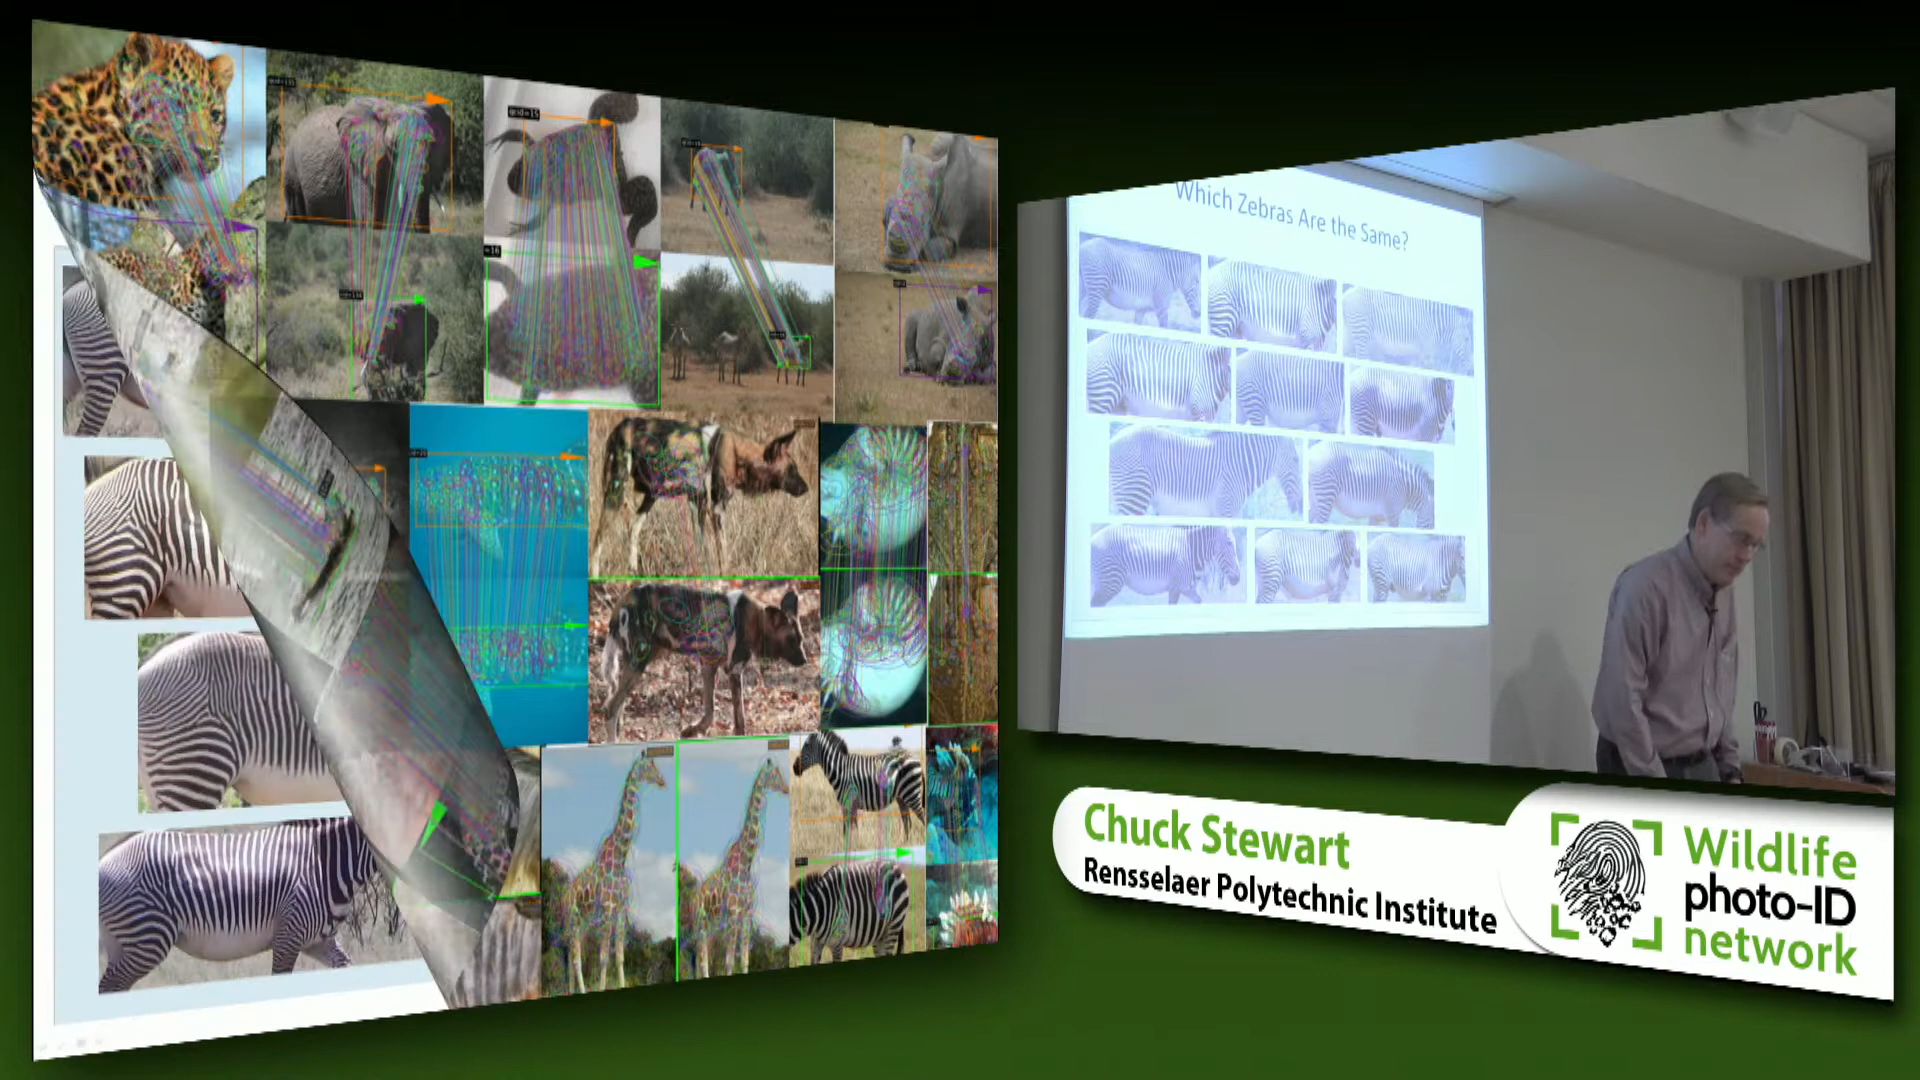 Which Zebras Are the Same?
Chuck Stewart
Rensselaer Polytechnic Institute
Wildlife
photo-ID
network